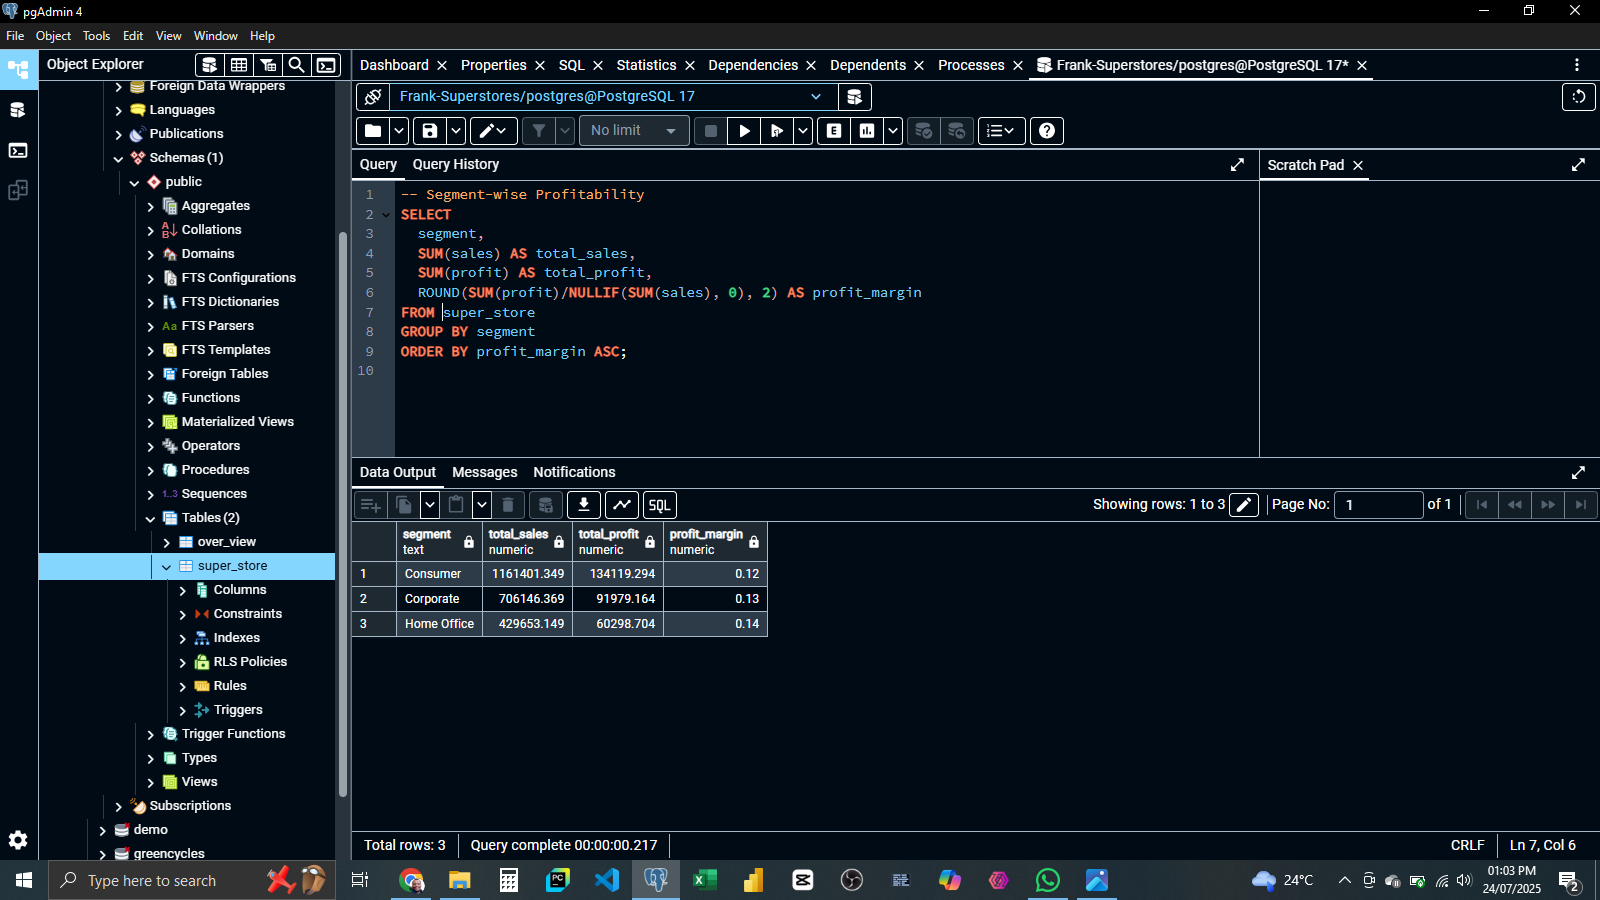 pgAdmin 4
File Object Tools Edit View Window Help
Object Explorer
Foreign Data Wrappers
Languages
Publications
Schemas (1)
public
Aggregates
Collations
Domains
FTS Configurations
FTS Dictionaries
Aa FTS Parsers
FTS Templates
Foreign Tables
Functions
Materialized Views
Operators
Procedures
1..3 Sequences
Tables (2)
over_view
super_store
Columns
Constraints
Indexes
RLS Policies
Rules
Triggers
Trigger Functions
Types
Views
Subscriptions
demo
greencycles
Dashboard Properties SQL Statistics Dependencies Dependents Processes Frank-Superstores/postgres@PostgreSQL 17*
Frank-Superstores/postgres@PostgreSQL 17
No limit E
Query Query History
Scratch Pad
1 -- Segment-wise Profitability
2 SELECT
3 segment,
4 SUM(sales) AS total_sales,
5 SUM(profit) AS total_profit,
6 ROUND(SUM(profit)/NULLIF(SUM(sales), 0), 2) AS profit_margin
7 FROM super_store
8 GROUP BY segment
9 ORDER BY profit_margin ASC;
10
Data Output Messages Notifications
SQL Showing rows: 1 to 3 Page No: 1 of 1
segment total_sales total_profit profit_margin
text numeric numeric numeric
1 Consumer 1161401.349 134119.294 0.12
2 Corporate 706146.369 91979.164 0.13
3 Home Office 429653.149 60298.704 0.14
Total rows: 3 Query complete 00:00:00.217 CRLF Ln 7, Col 6
Type here to search
PC
24°C
01:03 PM
24/07/2025
2